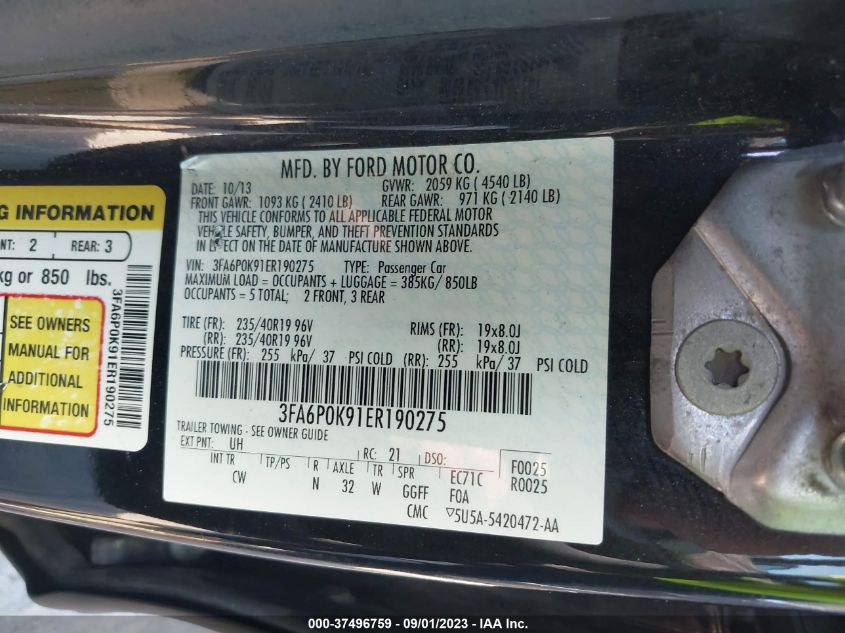 MFD. BY FORD MOTOR CO.
DATE: 10/13 GVWR: 2059 KG ( 4540 LB)
FRONT GAWR: 1093 KG ( 2410 LB) REAR GAWR: 971 KG ( 2140 LB)
THIS VEHICLE CONFORMS TO ALL APPLICABLE FEDERAL MOTOR
VEHICLE SAFETY, BUMPER, AND THEFT PREVENTION STANDARDS
IN EFFECT ON THE DATE OF MANUFACTURE SHOWN ABOVE.
VIN: 3FA6P0K91ER190275 TYPE: Passenger Car
MAXIMUM LOAD = OCCUPANTS + LUGGAGE = 385KG/ 850LB
OCCUPANTS = 5 TOTAL; 2 FRONT, 3 REAR
TIRE (FR): 235/40R19 96V RIMS (FR): 19x8.0J
(RR): 235/40R19 96V (RR): 19x8.0J
PRESSURE (FR): 255 kPa/ 37 PSI COLD (RR): 255 kPa/ 37 PSI COLD
3FA6P0K91ER190275
TRAILER TOWING - SEE OWNER GUIDE
EXT PNT: UH RC: 21 DSO:
INT TR TP/PS R AXLE TR SPR EC71C F0025
CW N 32 W GGFF F0A R0025
CMC ▽5U5A-5420472-AA
INFORMATION
2 REAR: 3
kg or 850 lbs.
SEE OWNERS
MANUAL FOR
ADDITIONAL
INFORMATION
3FA6P0K91ER190275
000-37496759 - 09/01/2023 - IAA Inc.